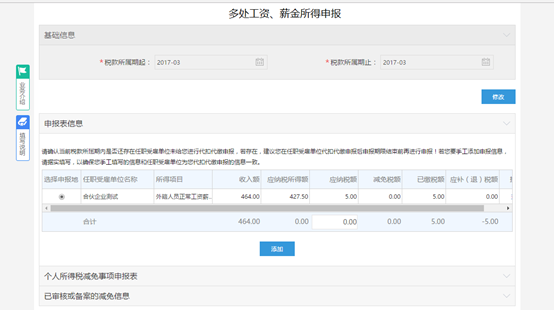 多处工资、薪金所得申报
基础信息
*税款所属期起： 2017-03 *税款所属期止： 2017-03
修改
业务介绍
填写说明
申报表信息
请确认当前税款所属期内是否还存在任职受雇单位未给您进行代扣代缴申报，若存在，建议您在任职受雇单位代扣代缴申报后申报期限结束前再进行申报！若您要手工添加申报信息，
请据实填写，以确保您手工填写的信息和任职受雇单位为您代扣代缴申报的信息一致。
选择申报地 任职受雇单位名称 所得项目 收入额 应纳税所得额 应纳税额 减免税额 已缴税额 应补（退）税额
合伙企业测试 外籍人员正常工资薪... 464.00 427.50 5.00 0.00 5.00 0.00
合计 464.00 0.00 0.00 0.00 5.00 -5.00
添加
个人所得税减免事项申报表
已审核或备案的减免信息